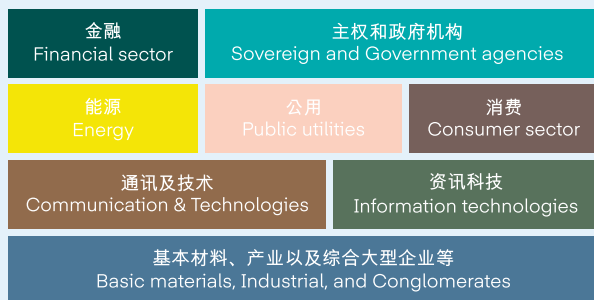 金融
Financial sector
主权和政府机构
Sovereign and Government agencies
能源
Energy
公用
Public utilities
消费
Consumer sector
通讯及技术
Communication & Technologies
资讯科技
Information technologies
基本材料、产业以及综合大型企业等
Basic materials, Industrial, and Conglomerates